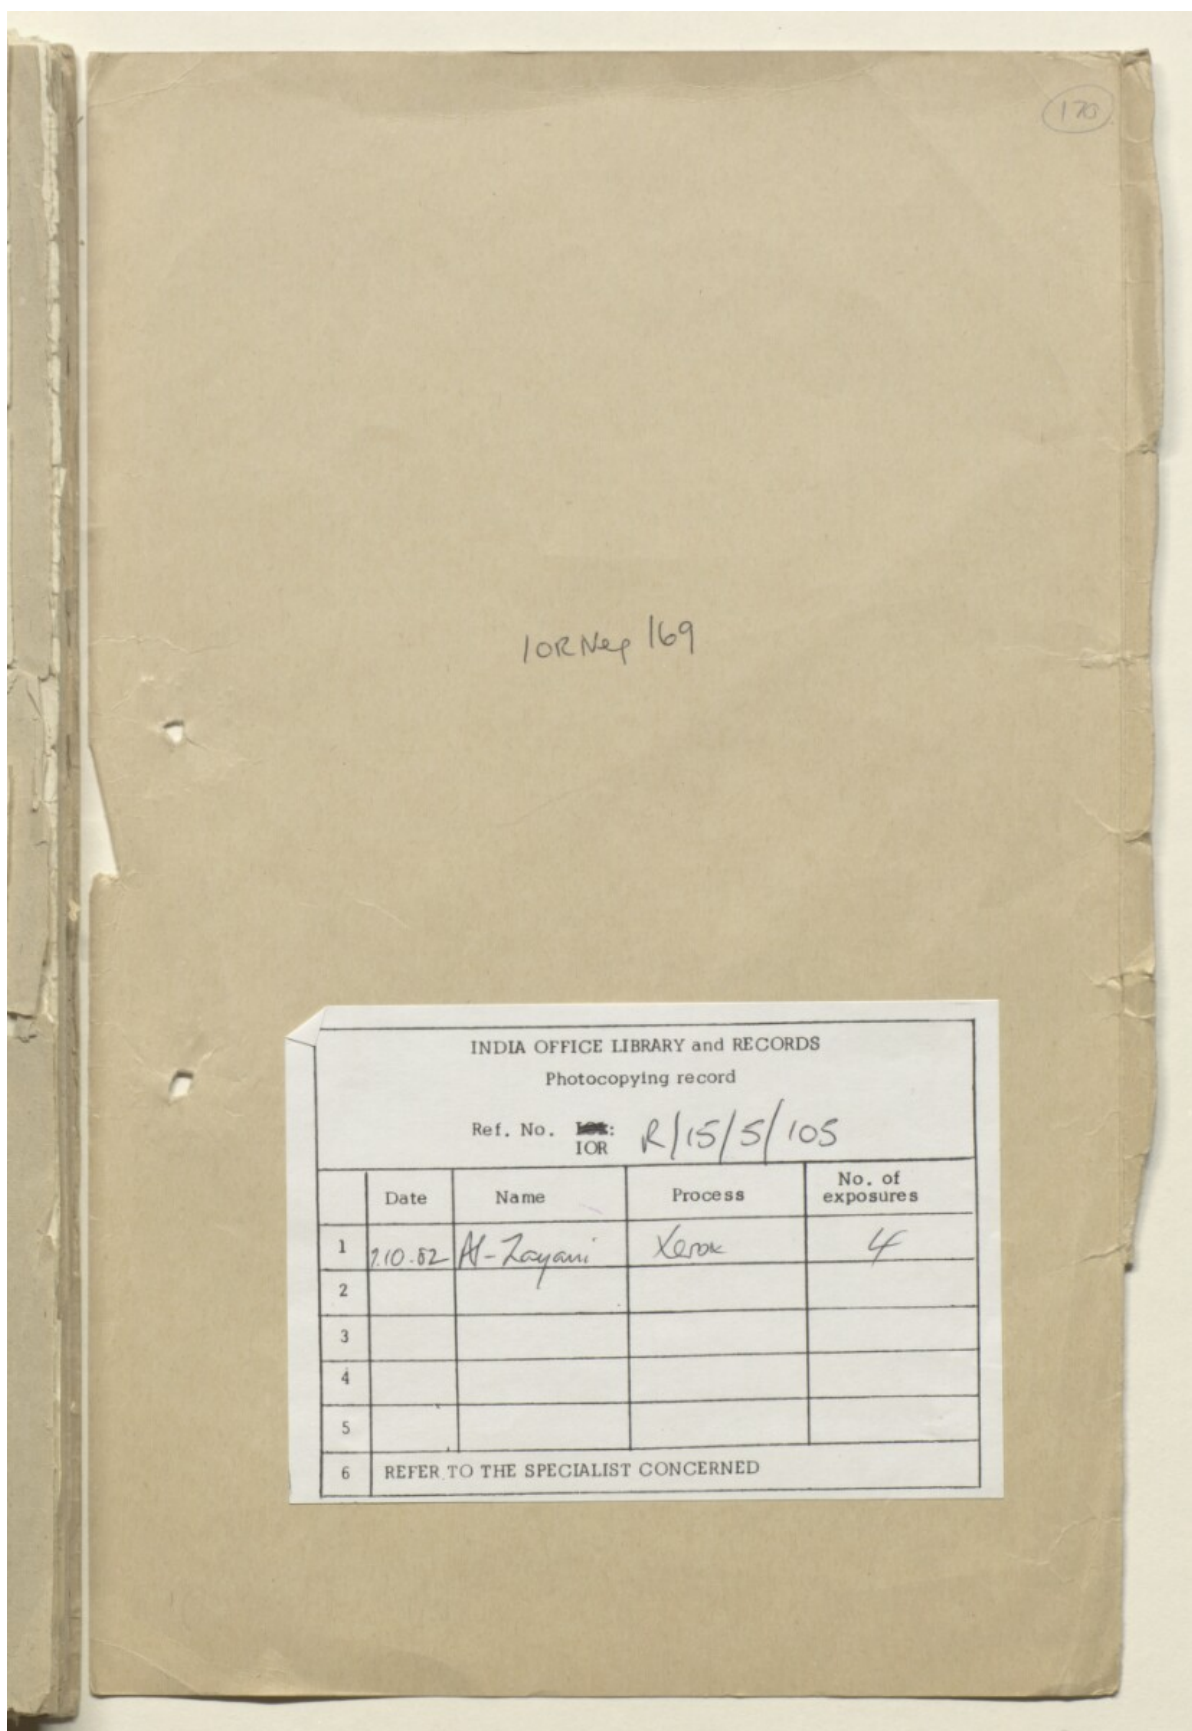 170
IOR Neg 169
INDIA OFFICE LIBRARY and RECORDS
Photocopying record
Ref. No. : R/15/5/105
IOR
Date Name Process No. of exposures
1 7.10.82 Al-Zayani Xerox 4
2
3
4
5
6 REFER TO THE SPECIALIST CONCERNED